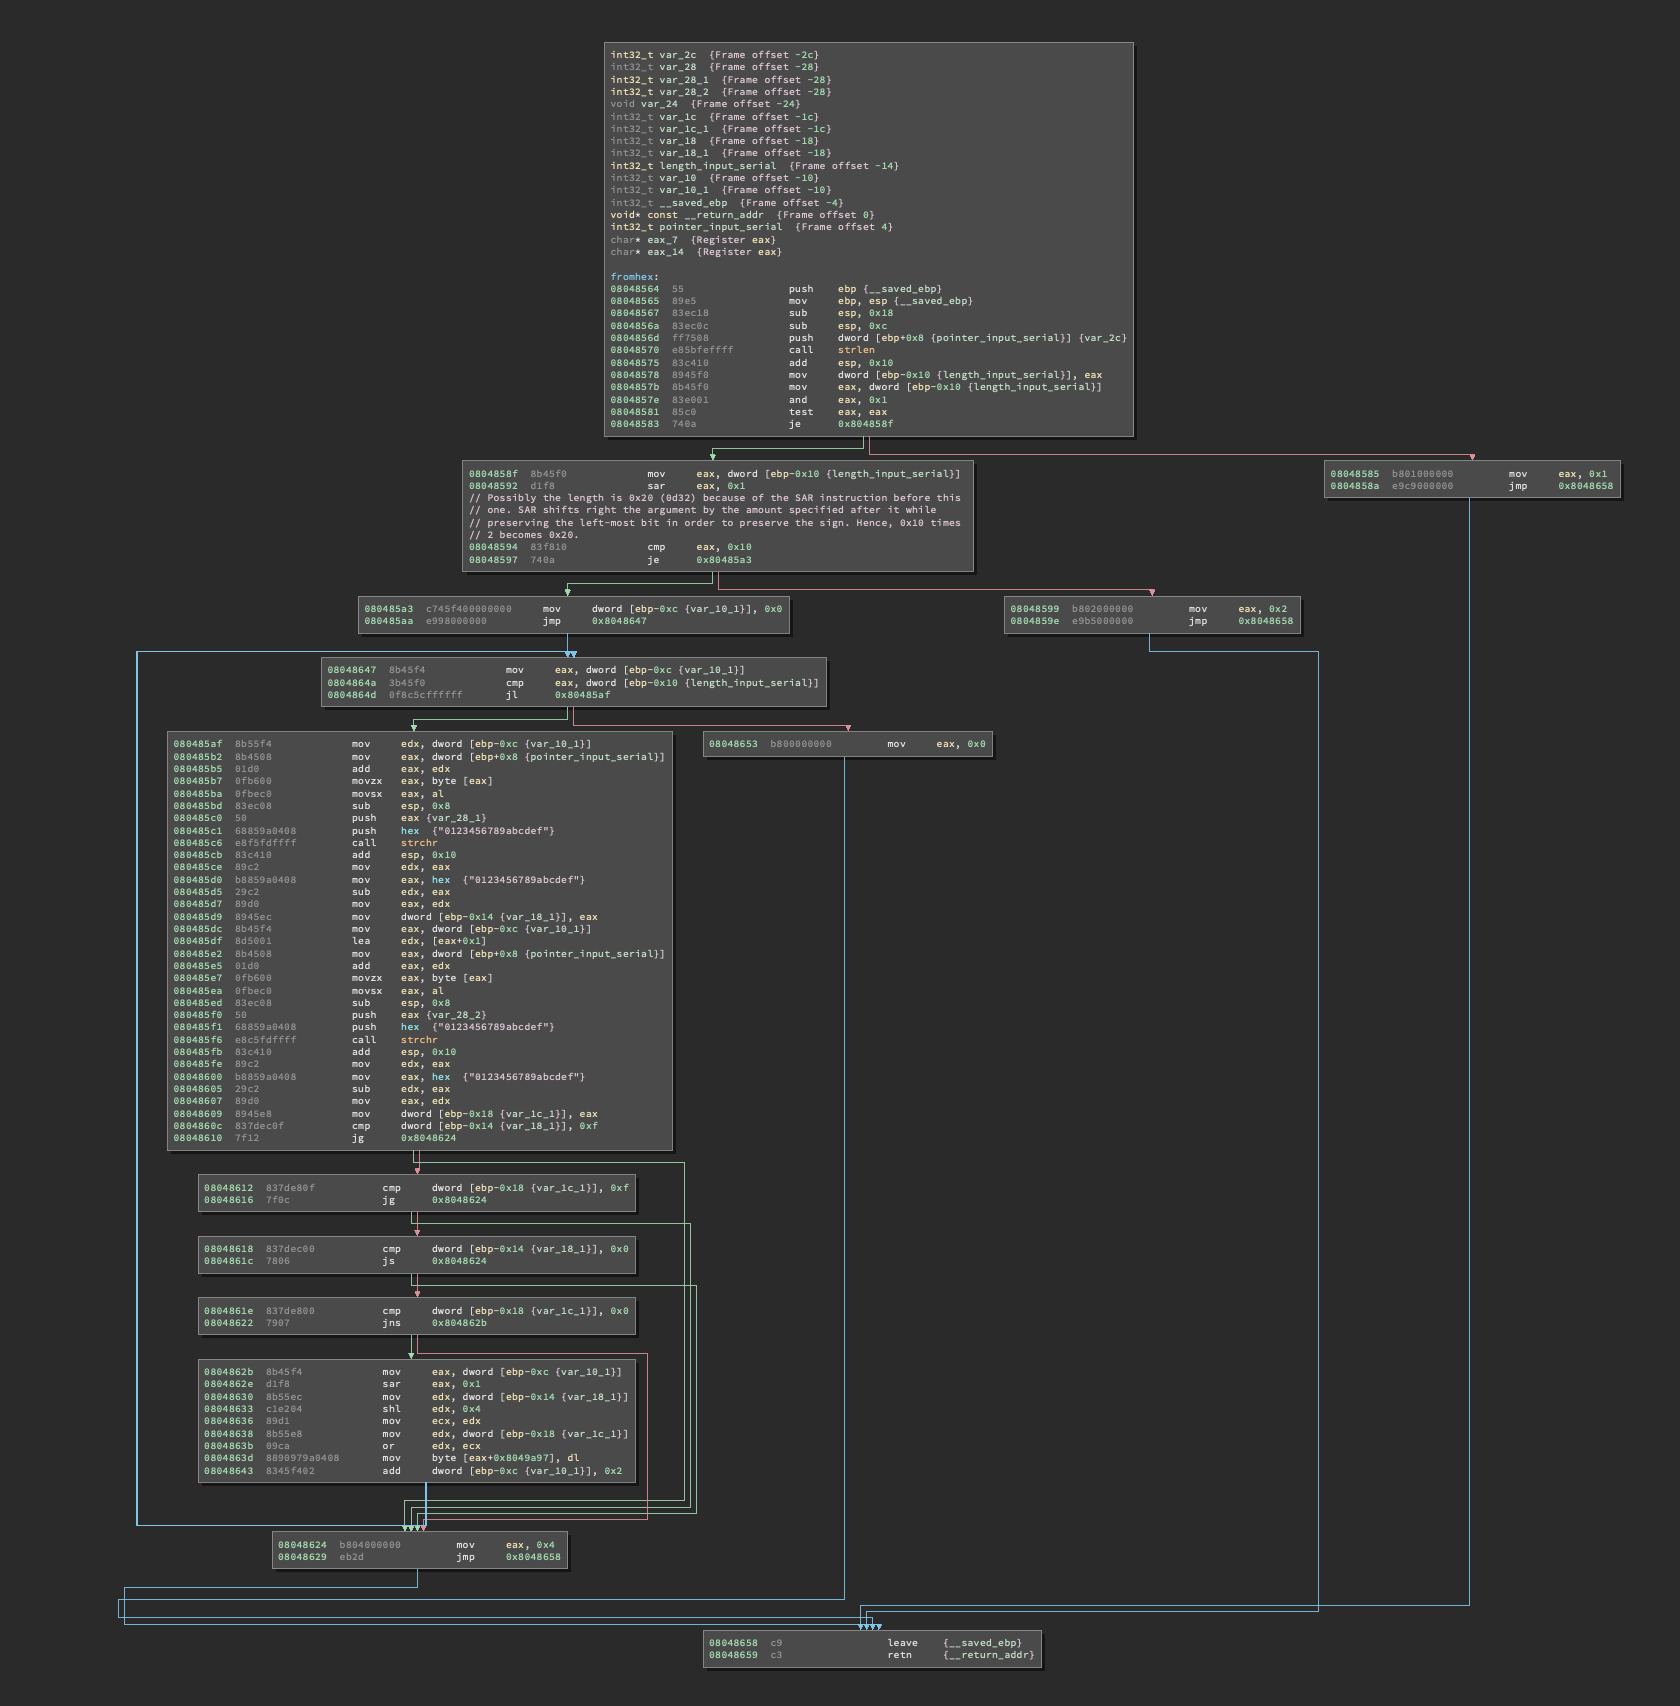 int32_t var_2c {Frame offset -2c}
int32_t var_28 {Frame offset -28}
int32_t var_28_1 {Frame offset -28}
int32_t var_28_2 {Frame offset -28}
void var_24 {Frame offset -24}
int32_t var_1c {Frame offset -1c}
int32_t var_1c_1 {Frame offset -1c}
int32_t var_18 {Frame offset -18}
int32_t var_18_1 {Frame offset -18}
int32_t length_input_serial {Frame offset -14}
int32_t var_10 {Frame offset -10}
int32_t var_10_1 {Frame offset -10}
int32_t __saved_ebp {Frame offset -4}
void* const __return_addr {Frame offset 0}
int32_t pointer_input_serial {Frame offset 4}
char* eax_7 {Register eax}
char* eax_14 {Register eax}
fromhex:
08048564 55 push ebp {__saved_ebp}
08048565 89e5 mov ebp, esp {__saved_ebp}
08048567 83ec18 sub esp, 0x18
0804856a 83ec0c sub esp, 0xc
0804856d ff7508 push dword [ebp+0x8 {pointer_input_serial}] {var_2c}
08048570 e85bfeffff call strlen
08048575 83c410 add esp, 0x10
08048578 8945f0 mov dword [ebp-0x10 {length_input_serial}], eax
0804857b 8b45f0 mov eax, dword [ebp-0x10 {length_input_serial}]
0804857e 83e001 and eax, 0x1
08048581 85c0 test eax, eax
08048583 740a je 0x804858f
0804858f 8b45f0 mov eax, dword [ebp-0x10 {length_input_serial}]
08048592 d1f8 sar eax, 0x1
// Possibly the length is 0x20 (0d32) because of the SAR instruction before this
// one. SAR shifts right the argument by the amount specified after it while
// preserving the left-most bit in order to preserve the sign. Hence, 0x10 times
// 2 becomes 0x20.
08048594 83f810 cmp eax, 0x10
08048597 740a je 0x80485a3
08048585 b801000000 mov eax, 0x1
0804858a e9c9000000 jmp 0x8048658
080485a3 c745f400000000 mov dword [ebp-0xc {var_10_1}], 0x0
080485aa e998000000 jmp 0x8048647
08048599 b802000000 mov eax, 0x2
0804859e e9b5000000 jmp 0x8048658
08048647 8b45f4 mov eax, dword [ebp-0xc {var_10_1}]
0804864a 3b45f0 cmp eax, dword [ebp-0x10 {length_input_serial}]
0804864d 0f8c5cffffff jl 0x80485af
080485af 8b55f4 mov edx, dword [ebp-0xc {var_10_1}]
080485b2 8b4508 mov eax, dword [ebp+0x8 {pointer_input_serial}]
080485b5 01d0 add eax, edx
080485b7 0fb600 movzx eax, byte [eax]
080485ba 0fbec0 movsx eax, al
080485bd 83ec08 sub esp, 0x8
080485c0 50 push eax {var_28_1}
080485c1 68859a0408 push hex {"0123456789abcdef"}
080485c6 e8f5fdffff call strchr
080485cb 83c410 add esp, 0x10
080485ce 89c2 mov edx, eax
080485d0 b8859a0408 mov eax, hex {"0123456789abcdef"}
080485d5 29c2 sub edx, eax
080485d7 89d0 mov eax, edx
080485d9 8945ec mov dword [ebp-0x14 {var_18_1}], eax
080485dc 8b45f4 mov eax, dword [ebp-0xc {var_10_1}]
080485df 8d5001 lea edx, [eax+0x1]
080485e2 8b4508 mov eax, dword [ebp+0x8 {pointer_input_serial}]
080485e5 01d0 add eax, edx
080485e7 0fb600 movzx eax, byte [eax]
080485ea 0fbec0 movsx eax, al
080485ed 83ec08 sub esp, 0x8
080485f0 50 push eax {var_28_2}
080485f1 68859a0408 push hex {"0123456789abcdef"}
080485f6 e8c5fdffff call strchr
080485fb 83c410 add esp, 0x10
080485fe 89c2 mov edx, eax
08048600 b8859a0408 mov eax, hex {"0123456789abcdef"}
08048605 29c2 sub edx, eax
08048607 89d0 mov eax, edx
08048609 8945e8 mov dword [ebp-0x18 {var_1c_1}], eax
0804860c 837dec0f cmp dword [ebp-0x14 {var_18_1}], 0xf
08048610 7f12 jg 0x8048624
08048653 b800000000 mov eax, 0x0
08048612 837de80f cmp dword [ebp-0x18 {var_1c_1}], 0xf
08048616 7f0c jg 0x8048624
08048618 837dec00 cmp dword [ebp-0x14 {var_18_1}], 0x0
0804861c 7806 js 0x8048624
0804861e 837de800 cmp dword [ebp-0x18 {var_1c_1}], 0x0
08048622 7907 jns 0x804862b
0804862b 8b45f4 mov eax, dword [ebp-0xc {var_10_1}]
0804862e d1f8 sar eax, 0x1
08048630 8b55ec mov edx, dword [ebp-0x14 {var_18_1}]
08048633 c1e204 shl edx, 0x4
08048636 89d1 mov ecx, edx
08048638 8b55e8 mov edx, dword [ebp-0x18 {var_1c_1}]
0804863b 09ca or edx, ecx
0804863d 8890979a0408 mov byte [eax+0x8049a97], dl
08048643 8345f402 add dword [ebp-0xc {var_10_1}], 0x2
08048624 b804000000 mov eax, 0x4
08048629 eb2d jmp 0x8048658
08048658 c9 leave {__saved_ebp}
08048659 c3 retn {__return_addr}